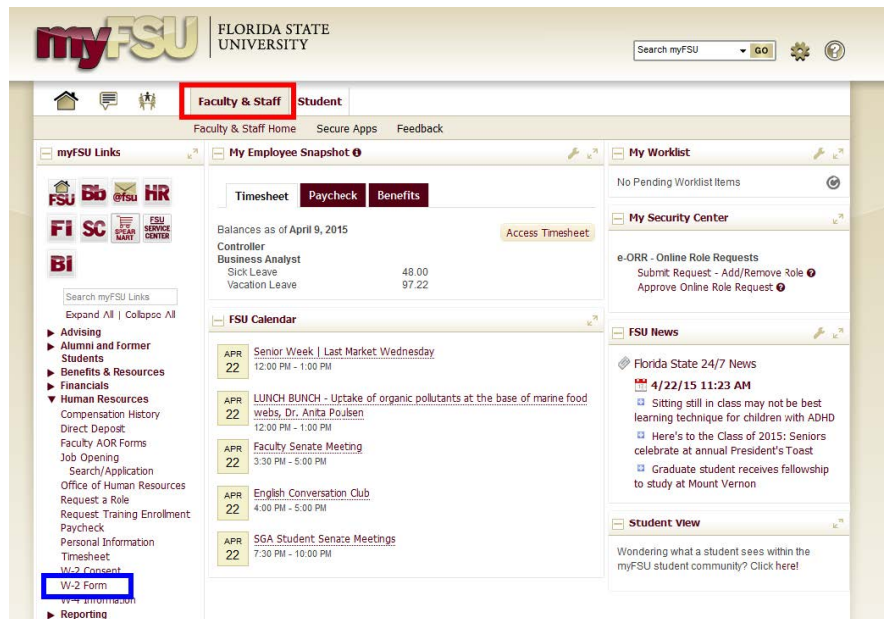 myFSU
FLORIDA STATE
UNIVERSITY
Search myFSU
GO
Faculty & Staff
Student
Faculty & Staff Home
Secure Apps
Feedback
myFSU Links
FSU
Bb
@fsu
HR
FI
SC
SPEAR
MART
FSU
SERVICE
CENTER
BI
Search myFSU Links
Expand All | Collapse All
Advising
Alumni and Former
Students
Benefits & Resources
Financials
Human Resources
Compensation History
Direct Deposit
Faculty AOR Forms
Job Opening
Search/Application
Office of Human Resources
Request a Role
Request Training Enrollment
Paycheck
Personal Information
Timesheet
W-2 Consent
W-2 Form
W-4 Information
Reporting
My Employee Snapshot
Timesheet
Paycheck
Benefits
Balances as of April 9, 2015
Access Timesheet
Controller
Business Analyst
Sick Leave 48.00
Vacation Leave 97.22
FSU Calendar
APR
22
Senior Week | Last Market Wednesday
12:00 PM - 1:00 PM
APR
22
LUNCH BUNCH - Uptake of organic pollutants at the base of marine food
webs, Dr. Anita Poulsen
12:00 PM - 1:00 PM
APR
22
Faculty Senate Meeting
3:30 PM - 5:00 PM
APR
22
English Conversation Club
4:00 PM - 5:00 PM
APR
22
SGA Student Senate Meetings
7:30 PM - 10:00 PM
My Worklist
No Pending Worklist Items
My Security Center
e-ORR - Online Role Requests
Submit Request - Add/Remove Role
Approve Online Role Request
FSU News
Florida State 24/7 News
4/22/15 11:23 AM
Sitting still in class may not be best
learning technique for children with ADHD
Here's to the Class of 2015: Seniors
celebrate at annual President's Toast
Graduate student receives fellowship
to study at Mount Vernon
Student View
Wondering what a student sees within the
myFSU student community? Click here!